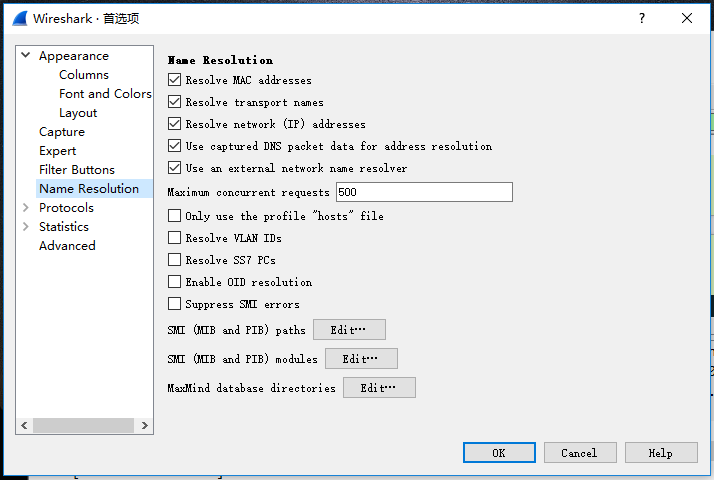 Wireshark · 首选项
Appearance
Columns
Font and Colors
Layout
Capture
Expert
Filter Buttons
Name Resolution
Protocols
Statistics
Advanced
Name Resolution
Resolve MAC addresses
Resolve transport names
Resolve network (IP) addresses
Use captured DNS packet data for address resolution
Use an external network name resolver
Maximum concurrent requests 500
Only use the profile "hosts" file
Resolve VLAN IDs
Resolve SS7 PCs
Enable OID resolution
Suppress SMI errors
SMI (MIB and PIB) paths Edit…
SMI (MIB and PIB) modules Edit…
MaxMind database directories Edit…
OK Cancel Help